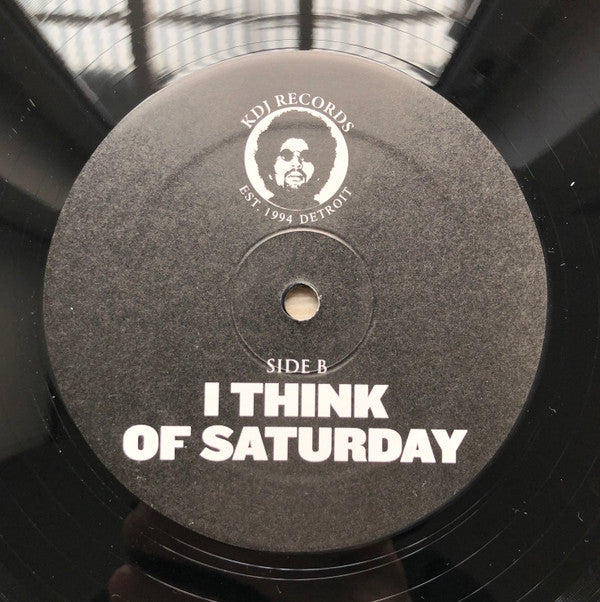 KDJ RECORDS
EST. 1994 DETROIT
SIDE B
I THINK
OF SATURDAY